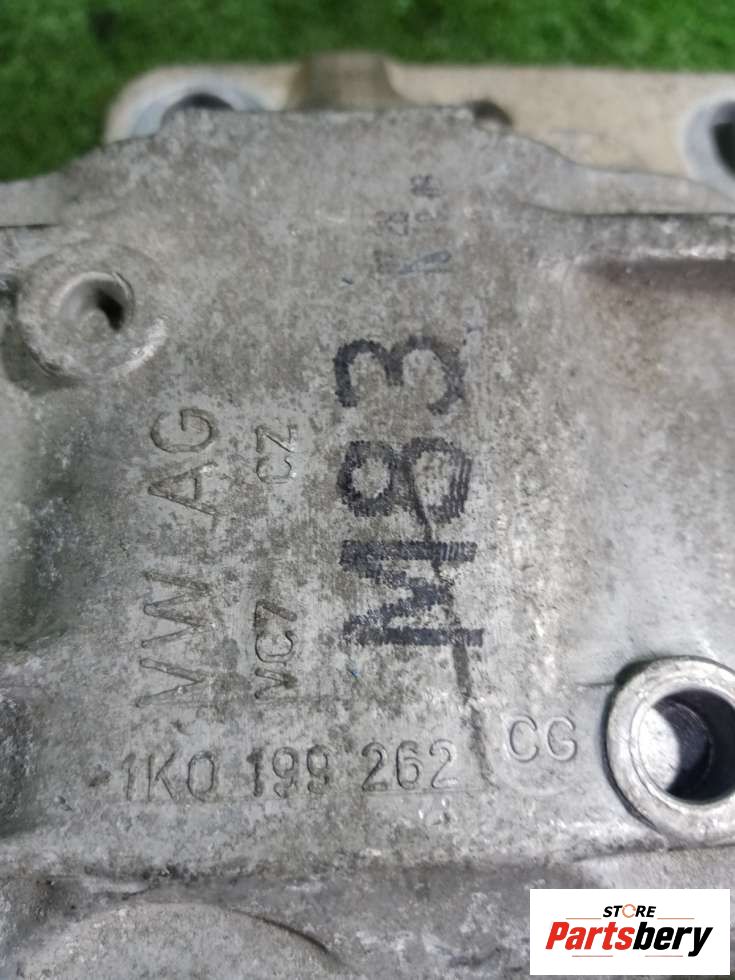 M83
VW AG
VC7 CZ
1K0 199 262 CG
STORE
Partsbery